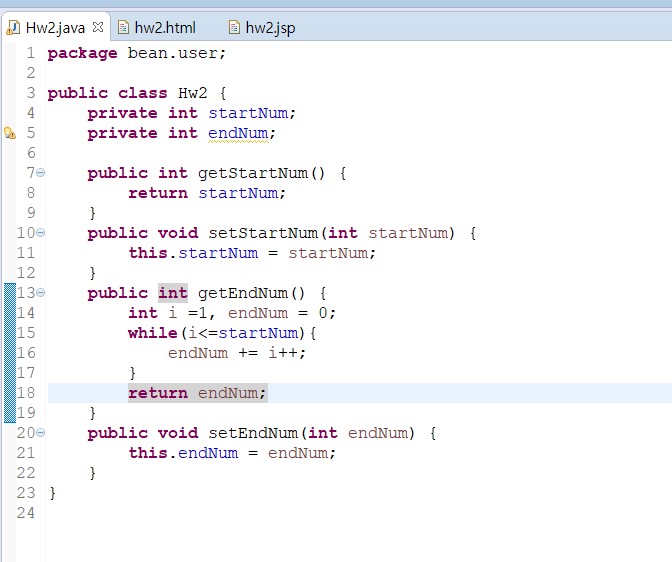 Hw2.java hw2.html hw2.jsp
1 package bean.user;
2
3 public class Hw2 {
4     private int startNum;
5     private int endNum;
6
7     public int getStartNum() {
8         return startNum;
9     }
10     public void setStartNum(int startNum) {
11         this.startNum = startNum;
12     }
13     public int getEndNum() {
14         int i =1, endNum = 0;
15         while(i<=startNum){
16             endNum += i++;
17         }
18         return endNum;
19     }
20     public void setEndNum(int endNum) {
21         this.endNum = endNum;
22     }
23 }
24